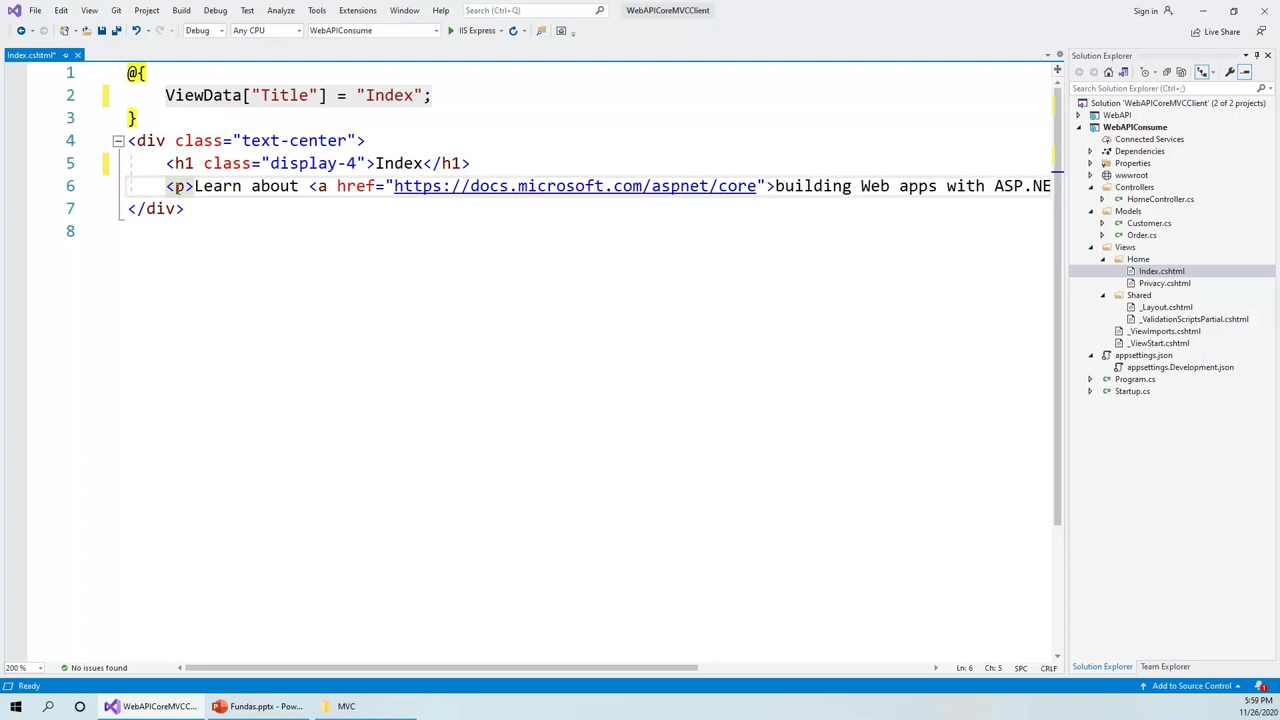 File Edit View Git Project Build Debug Test Analyze Tools Extensions Window Help Search (Ctrl+Q) WebAPICoreMVCClient Sign in
Debug Any CPU WebAPIConsume IIS Express Live Share
Index.cshtml*
1 @{
2 ViewData["Title"] = "Index";
3 }
4 <div class="text-center">
5 <h1 class="display-4">Index</h1>
6 <p>Learn about <a href="https://docs.microsoft.com/aspnet/core">building Web apps with ASP.NE
7 </div>
8
Solution Explorer
Search Solution Explorer (Ctrl+;)
Solution 'WebAPICoreMVCClient' (2 of 2 projects)
WebAPI
WebAPIConsume
Connected Services
Dependencies
Properties
wwwroot
Controllers
HomeController.cs
Models
Customer.cs
Order.cs
Views
Home
Index.cshtml
Privacy.cshtml
Shared
_Layout.cshtml
_ValidationScriptsPartial.cshtml
_ViewImports.cshtml
_ViewStart.cshtml
appsettings.json
appsettings.Development.json
Program.cs
Startup.cs
200 % No issues found Ln: 6 Ch: 5 SPC CRLF
Solution Explorer Team Explorer
Ready Add to Source Control 1
WebAPICoreMVCC... Fundas.pptx - Pow... MVC
5:59 PM
11/26/2020